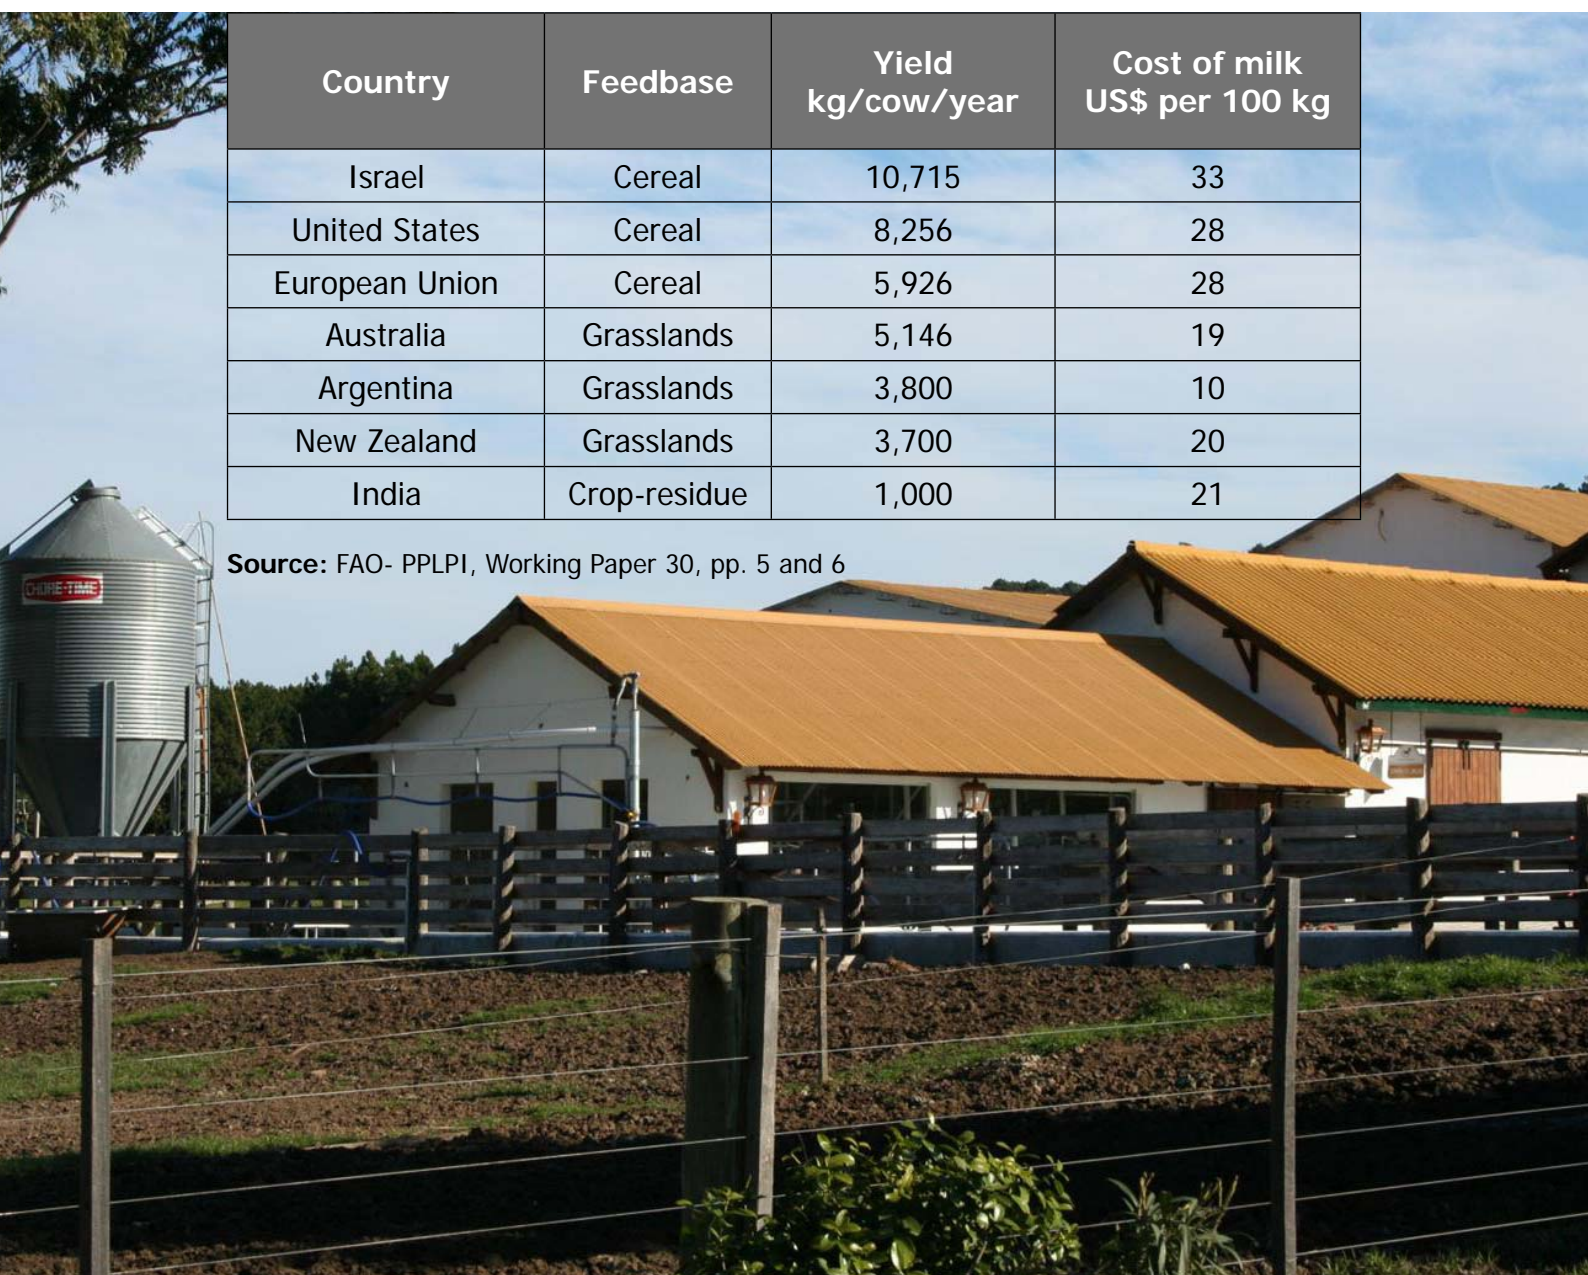 Country Feedbase Yield kg/cow/year Cost of milk US$ per 100 kg
Israel Cereal 10,715 33
United States Cereal 8,256 28
European Union Cereal 5,926 28
Australia Grasslands 5,146 19
Argentina Grasslands 3,800 10
New Zealand Grasslands 3,700 20
India Crop-residue 1,000 21
Source: FAO- PPLPI, Working Paper 30, pp. 5 and 6
CHORE-TIME